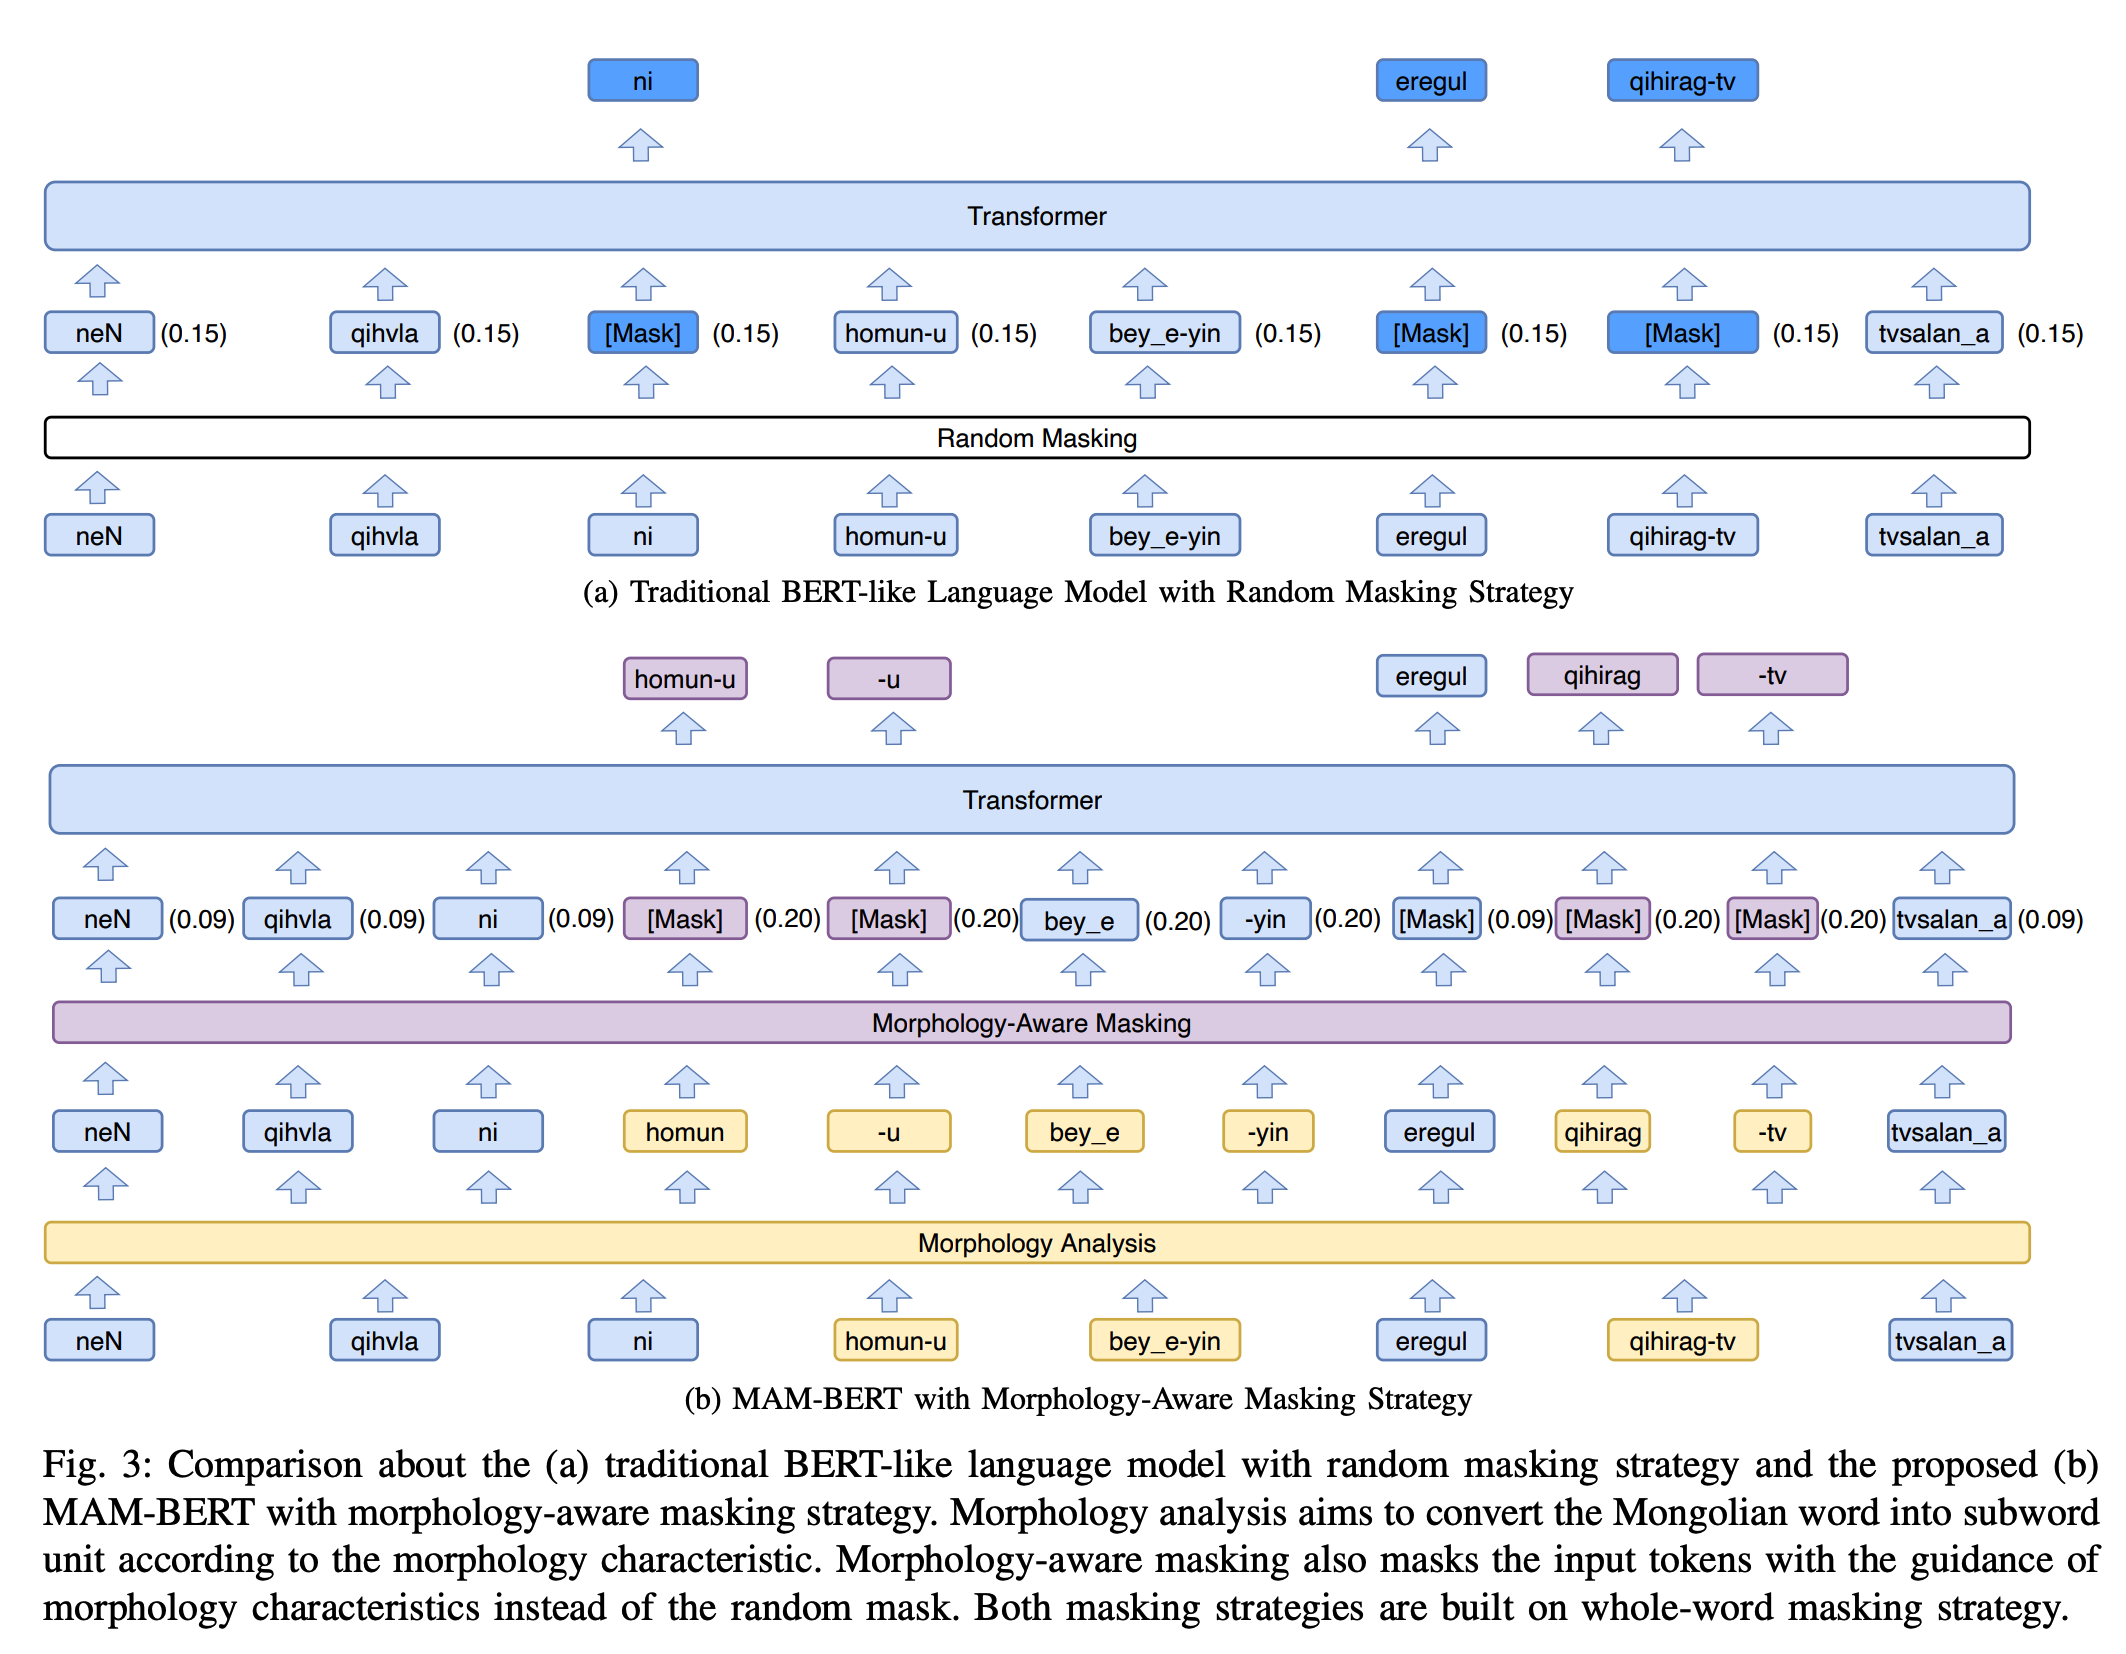 ni eregul qihirag-tv
Transformer
neN (0.15) qihvla (0.15) [Mask] (0.15) homun-u (0.15) bey_e-yin (0.15) [Mask] (0.15) [Mask] (0.15) tvsalan_a (0.15)
Random Masking
neN qihvla ni homun-u bey_e-yin eregul qihirag-tv tvsalan_a
(a) Traditional BERT-like Language Model with Random Masking Strategy
homun-u -u eregul qihirag -tv
Transformer
neN (0.09) qihvla (0.09) ni (0.09) [Mask] (0.20) [Mask] (0.20) bey_e (0.20) -yin (0.20) [Mask] (0.09) [Mask] (0.20) [Mask] (0.20) tvsalan_a (0.09)
Morphology-Aware Masking
neN qihvla ni homun -u bey_e -yin eregul qihirag -tv tvsalan_a
Morphology Analysis
neN qihvla ni homun-u bey_e-yin eregul qihirag-tv tvsalan_a
(b) MAM-BERT with Morphology-Aware Masking Strategy
Fig. 3: Comparison about the (a) traditional BERT-like language model with random masking strategy and the proposed (b)
MAM-BERT with morphology-aware masking strategy. Morphology analysis aims to convert the Mongolian word into subword
unit according to the morphology characteristic. Morphology-aware masking also masks the input tokens with the guidance of
morphology characteristics instead of the random mask. Both masking strategies are built on whole-word masking strategy.